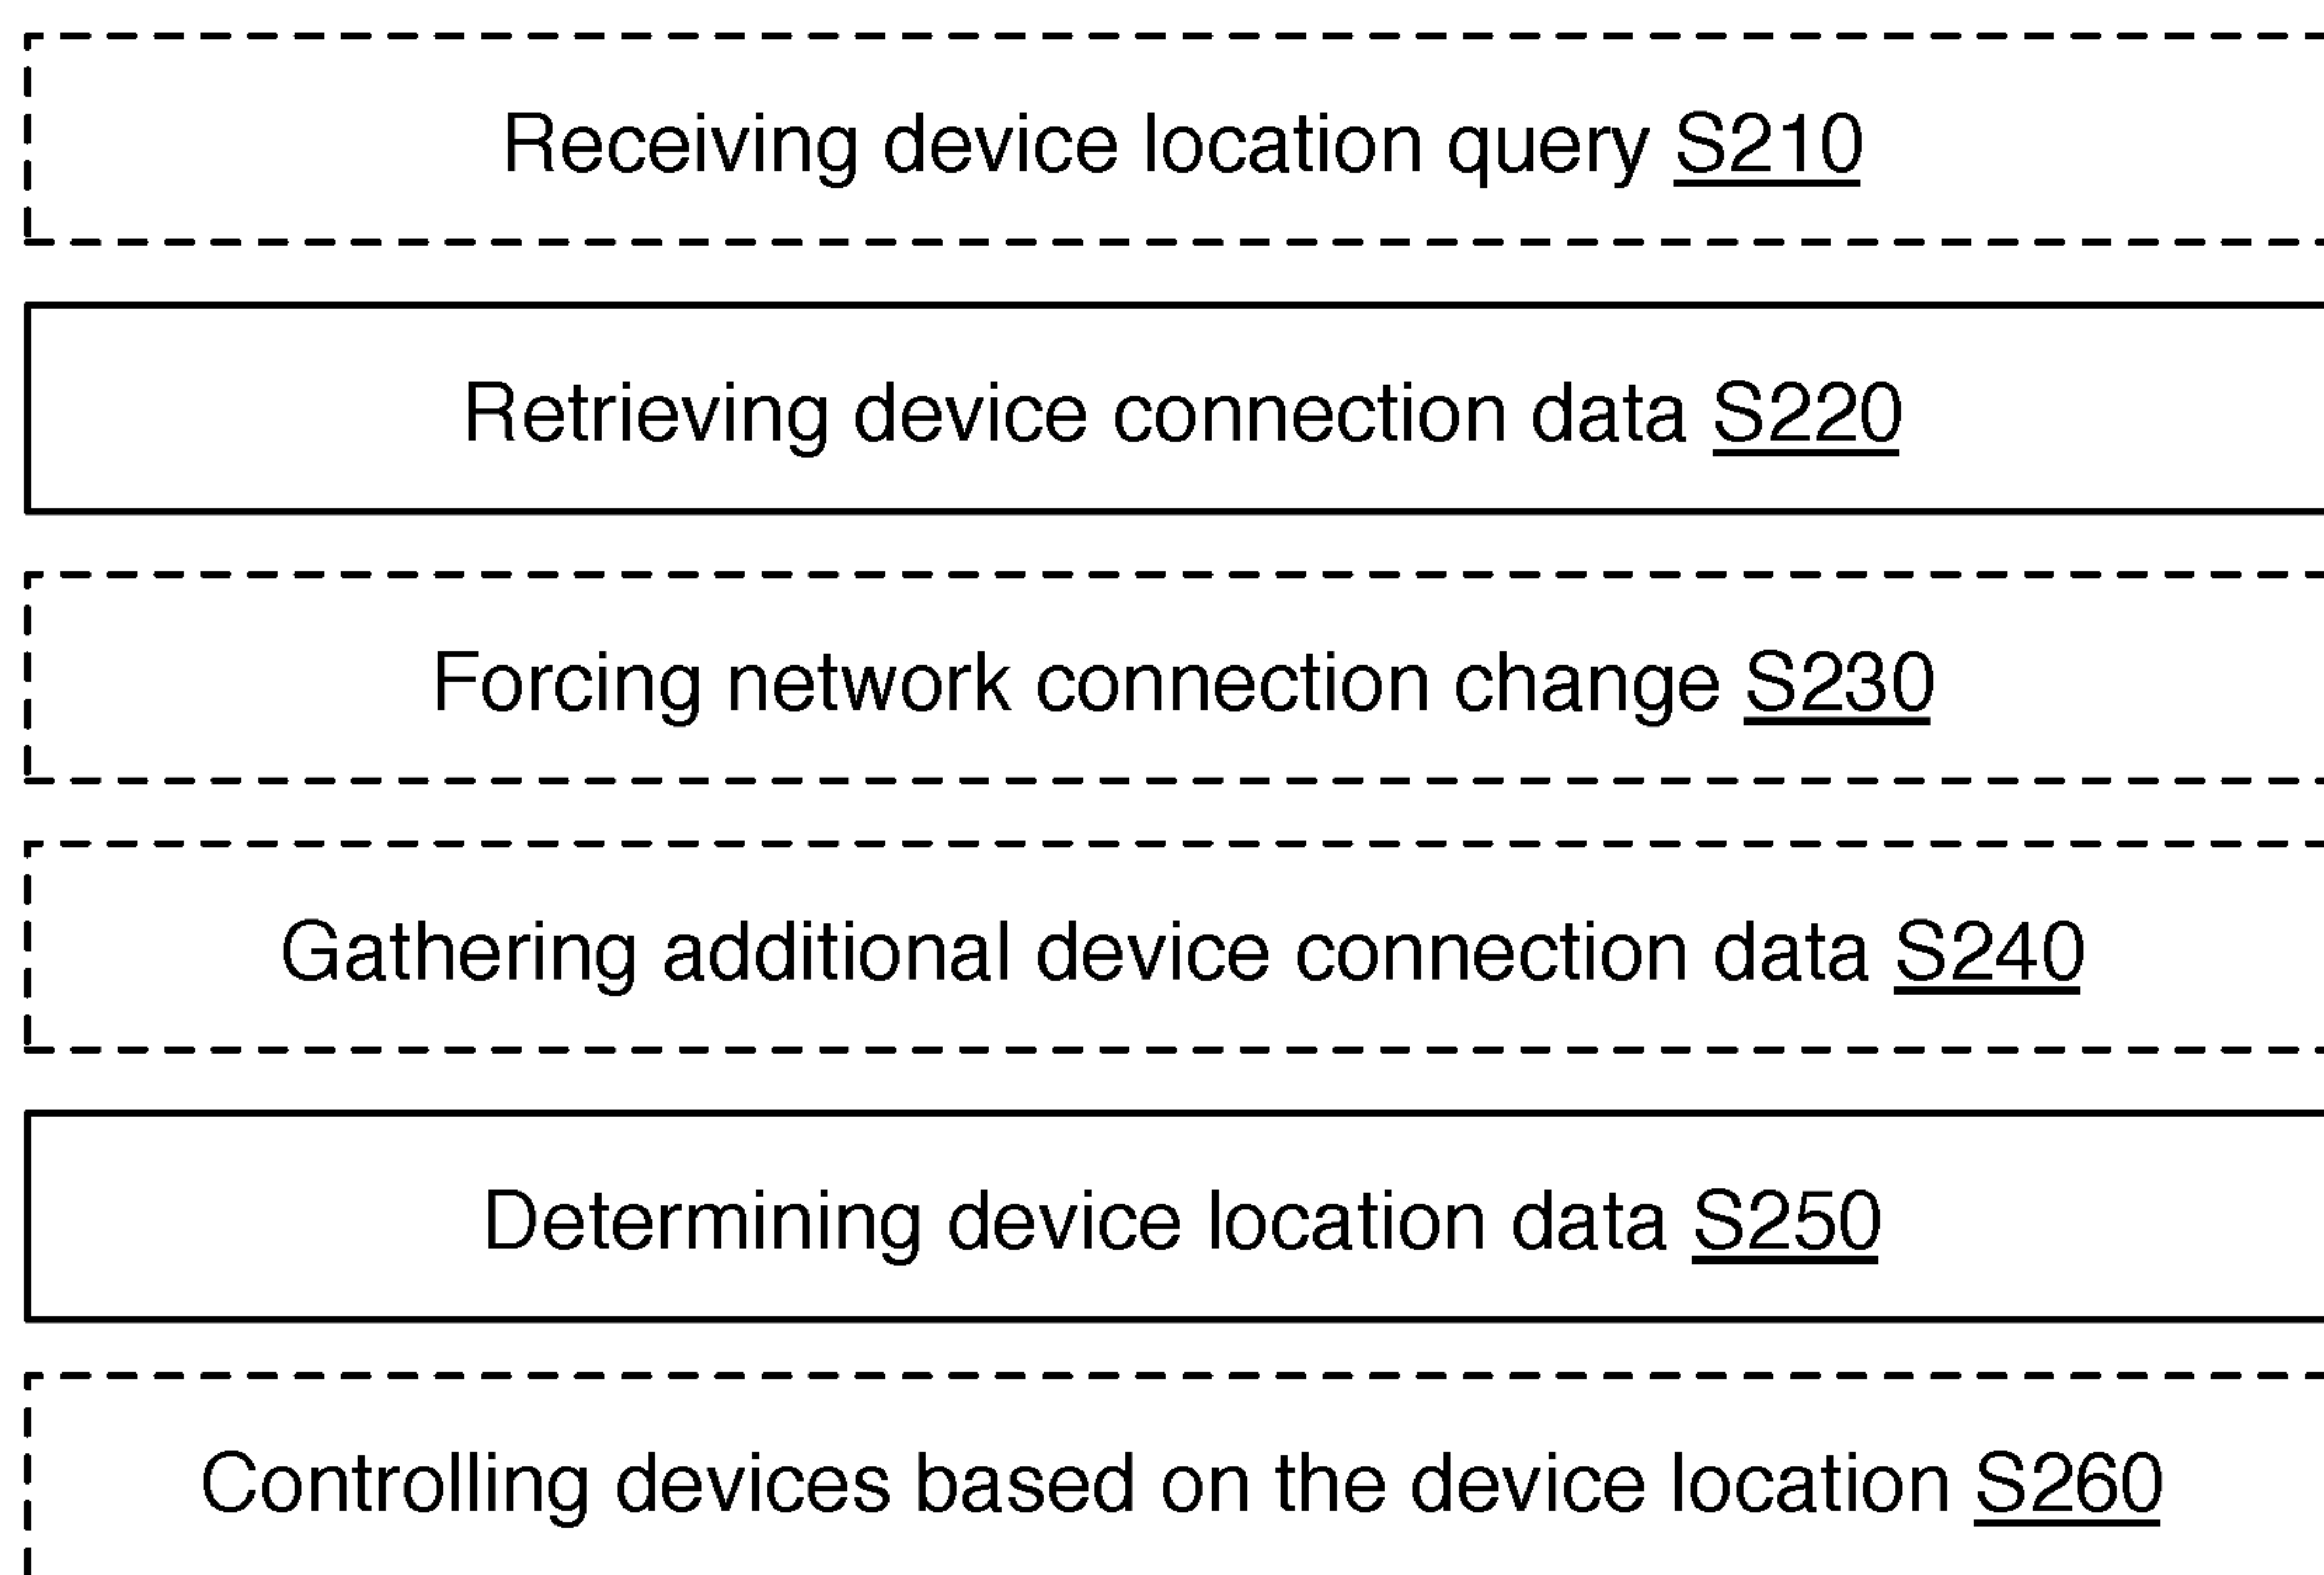 Receiving device location query S210
Retrieving device connection data S220
Forcing network connection change S230
Gathering additional device connection data S240
Determining device location data S250
Controlling devices based on the device location S260